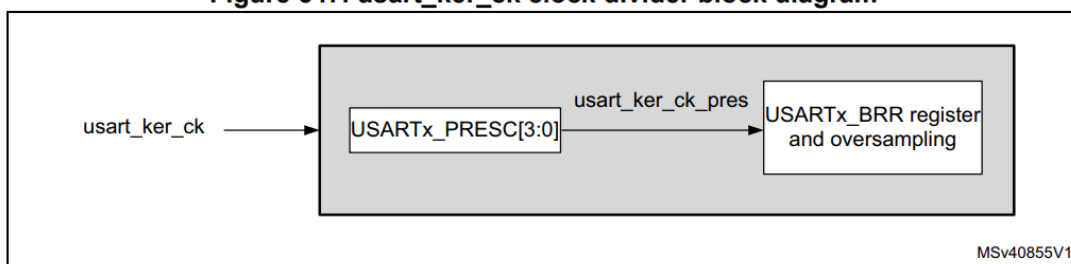 usart_ker_ck
USARTx_PRESC[3:0]
usart_ker_ck_pres
USARTx_BRR register
and oversampling
MSv40855V1